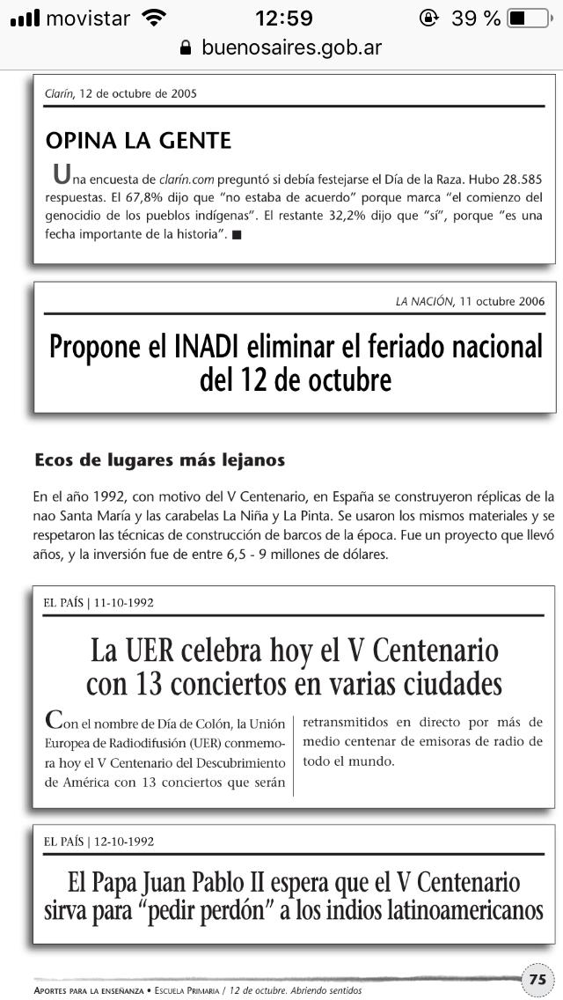 movistar 12:59 39 %
buenosaires.gob.ar
Clarín, 12 de octubre de 2005
OPINA LA GENTE
Una encuesta de clarín.com preguntó si debía festejarse el Día de la Raza. Hubo 28.585
respuestas. El 67,8% dijo que “no estaba de acuerdo” porque marca “el comienzo del
genocidio de los pueblos indígenas”. El restante 32,2% dijo que “sí”, porque “es una
fecha importante de la historia”. ■
LA NACIÓN, 11 octubre 2006
Propone el INADI eliminar el feriado nacional
del 12 de octubre
Ecos de lugares más lejanos
En el año 1992, con motivo del V Centenario, en España se construyeron réplicas de la
nao Santa María y las carabelas La Niña y La Pinta. Se usaron los mismos materiales y se
respetaron las técnicas de construcción de barcos de la época. Fue un proyecto que llevó
años, y la inversión fue de entre 6,5 - 9 millones de dólares.
EL PAÍS | 11-10-1992
La UER celebra hoy el V Centenario
con 13 conciertos en varias ciudades
Con el nombre de Día de Colón, la Unión
Europea de Radiodifusión (UER) conmemo-
ra hoy el V Centenario del Descubrimiento
de América con 13 conciertos que serán
retransmitidos en directo por más de
medio centenar de emisoras de radio de
todo el mundo.
EL PAÍS | 12-10-1992
El Papa Juan Pablo II espera que el V Centenario
sirva para “pedir perdón” a los indios latinoamericanos
75
APORTES PARA LA ENSEÑANZA • ESCUELA PRIMARIA / 12 de octubre. Abriendo sentidos